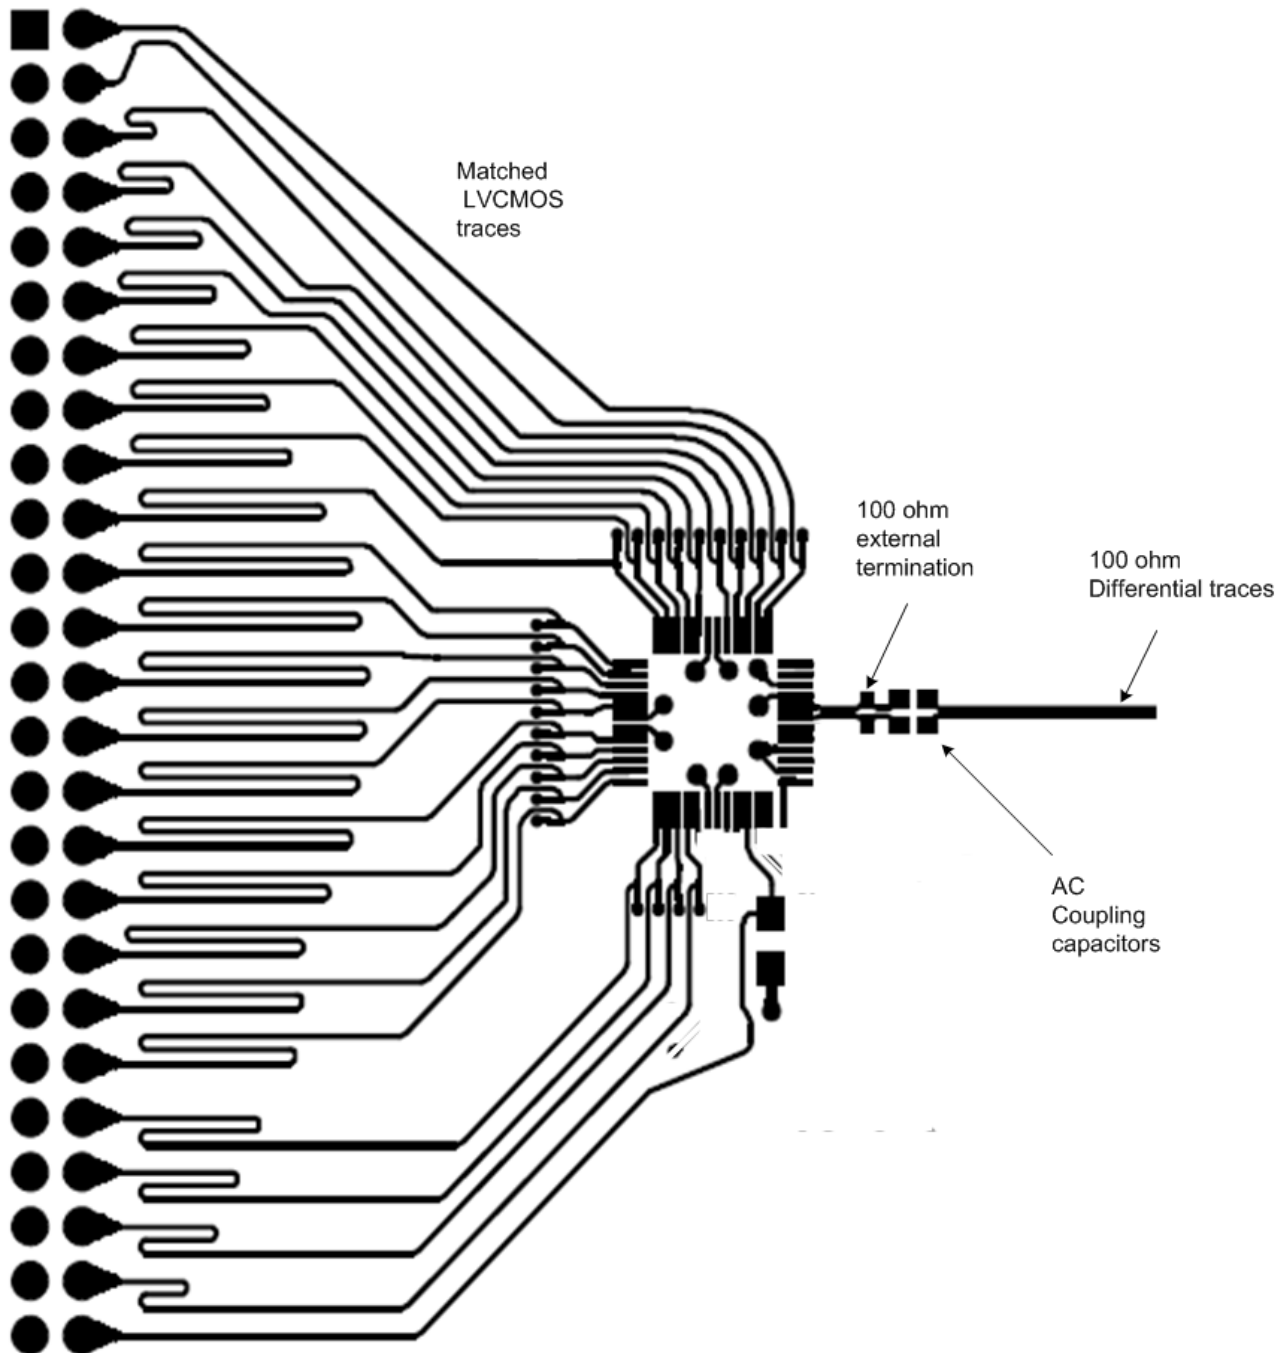 Matched
LVCMOS
traces
100 ohm
external
termination
100 ohm
Differential traces
AC
Coupling
capacitors